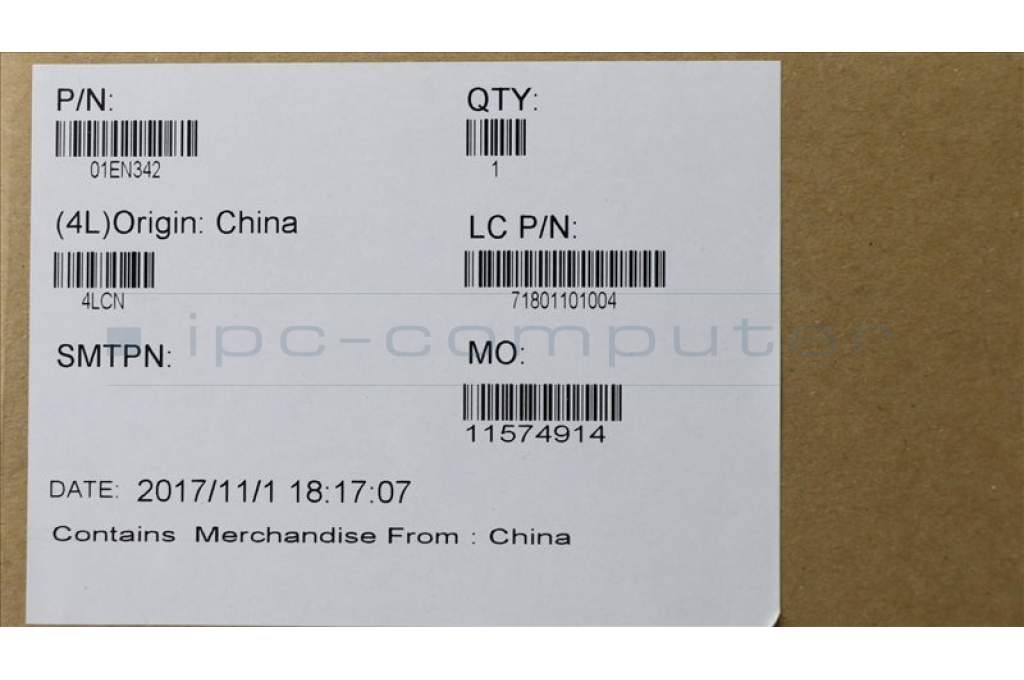 P/N:
01EN342
QTY:
1
(4L)Origin: China
4LCN
LC P/N:
71801101004
ipc-computer
SMTPN:
MO:
11574914
DATE: 2017/11/1 18:17:07
Contains Merchandise From : China